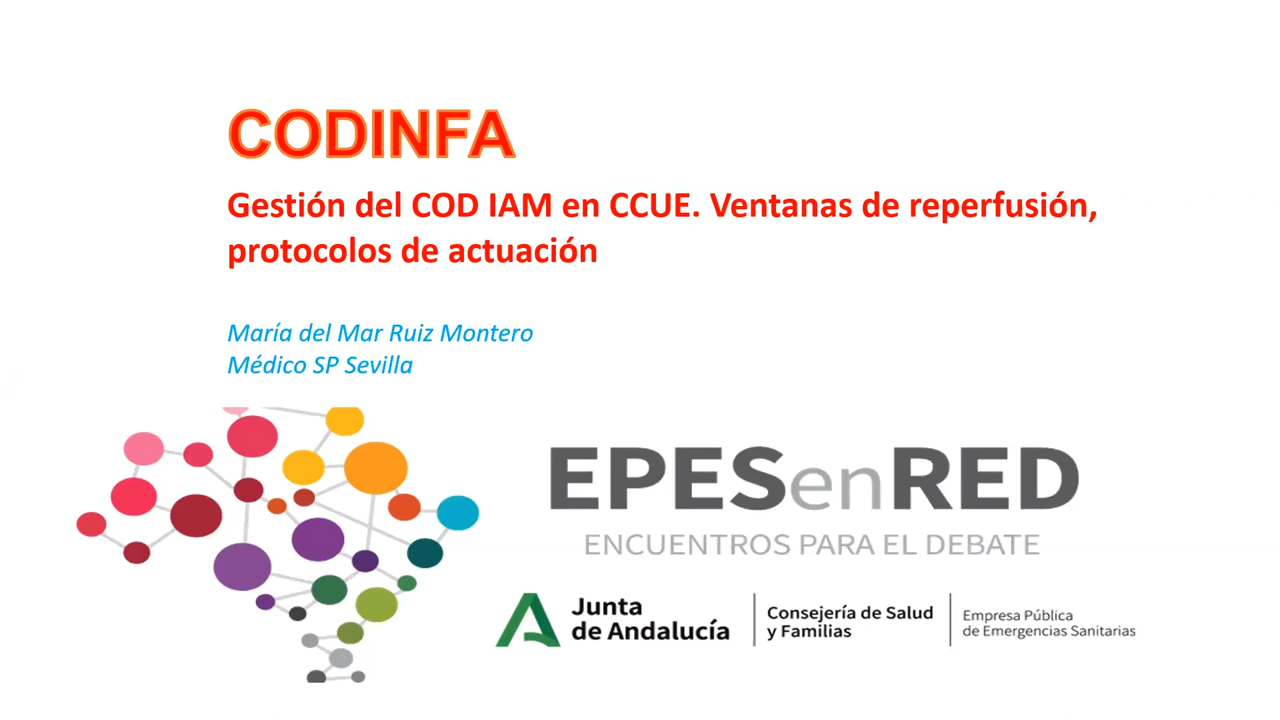 CODINFA
Gestión del COD IAM en CCUE. Ventanas de reperfusión,
protocolos de actuación
María del Mar Ruiz Montero
Médico SP Sevilla
EPESenRED
ENCUENTROS PARA EL DEBATE
Junta
de Andalucía
Consejería de Salud
y Familias
Empresa Pública
de Emergencias Sanitarias